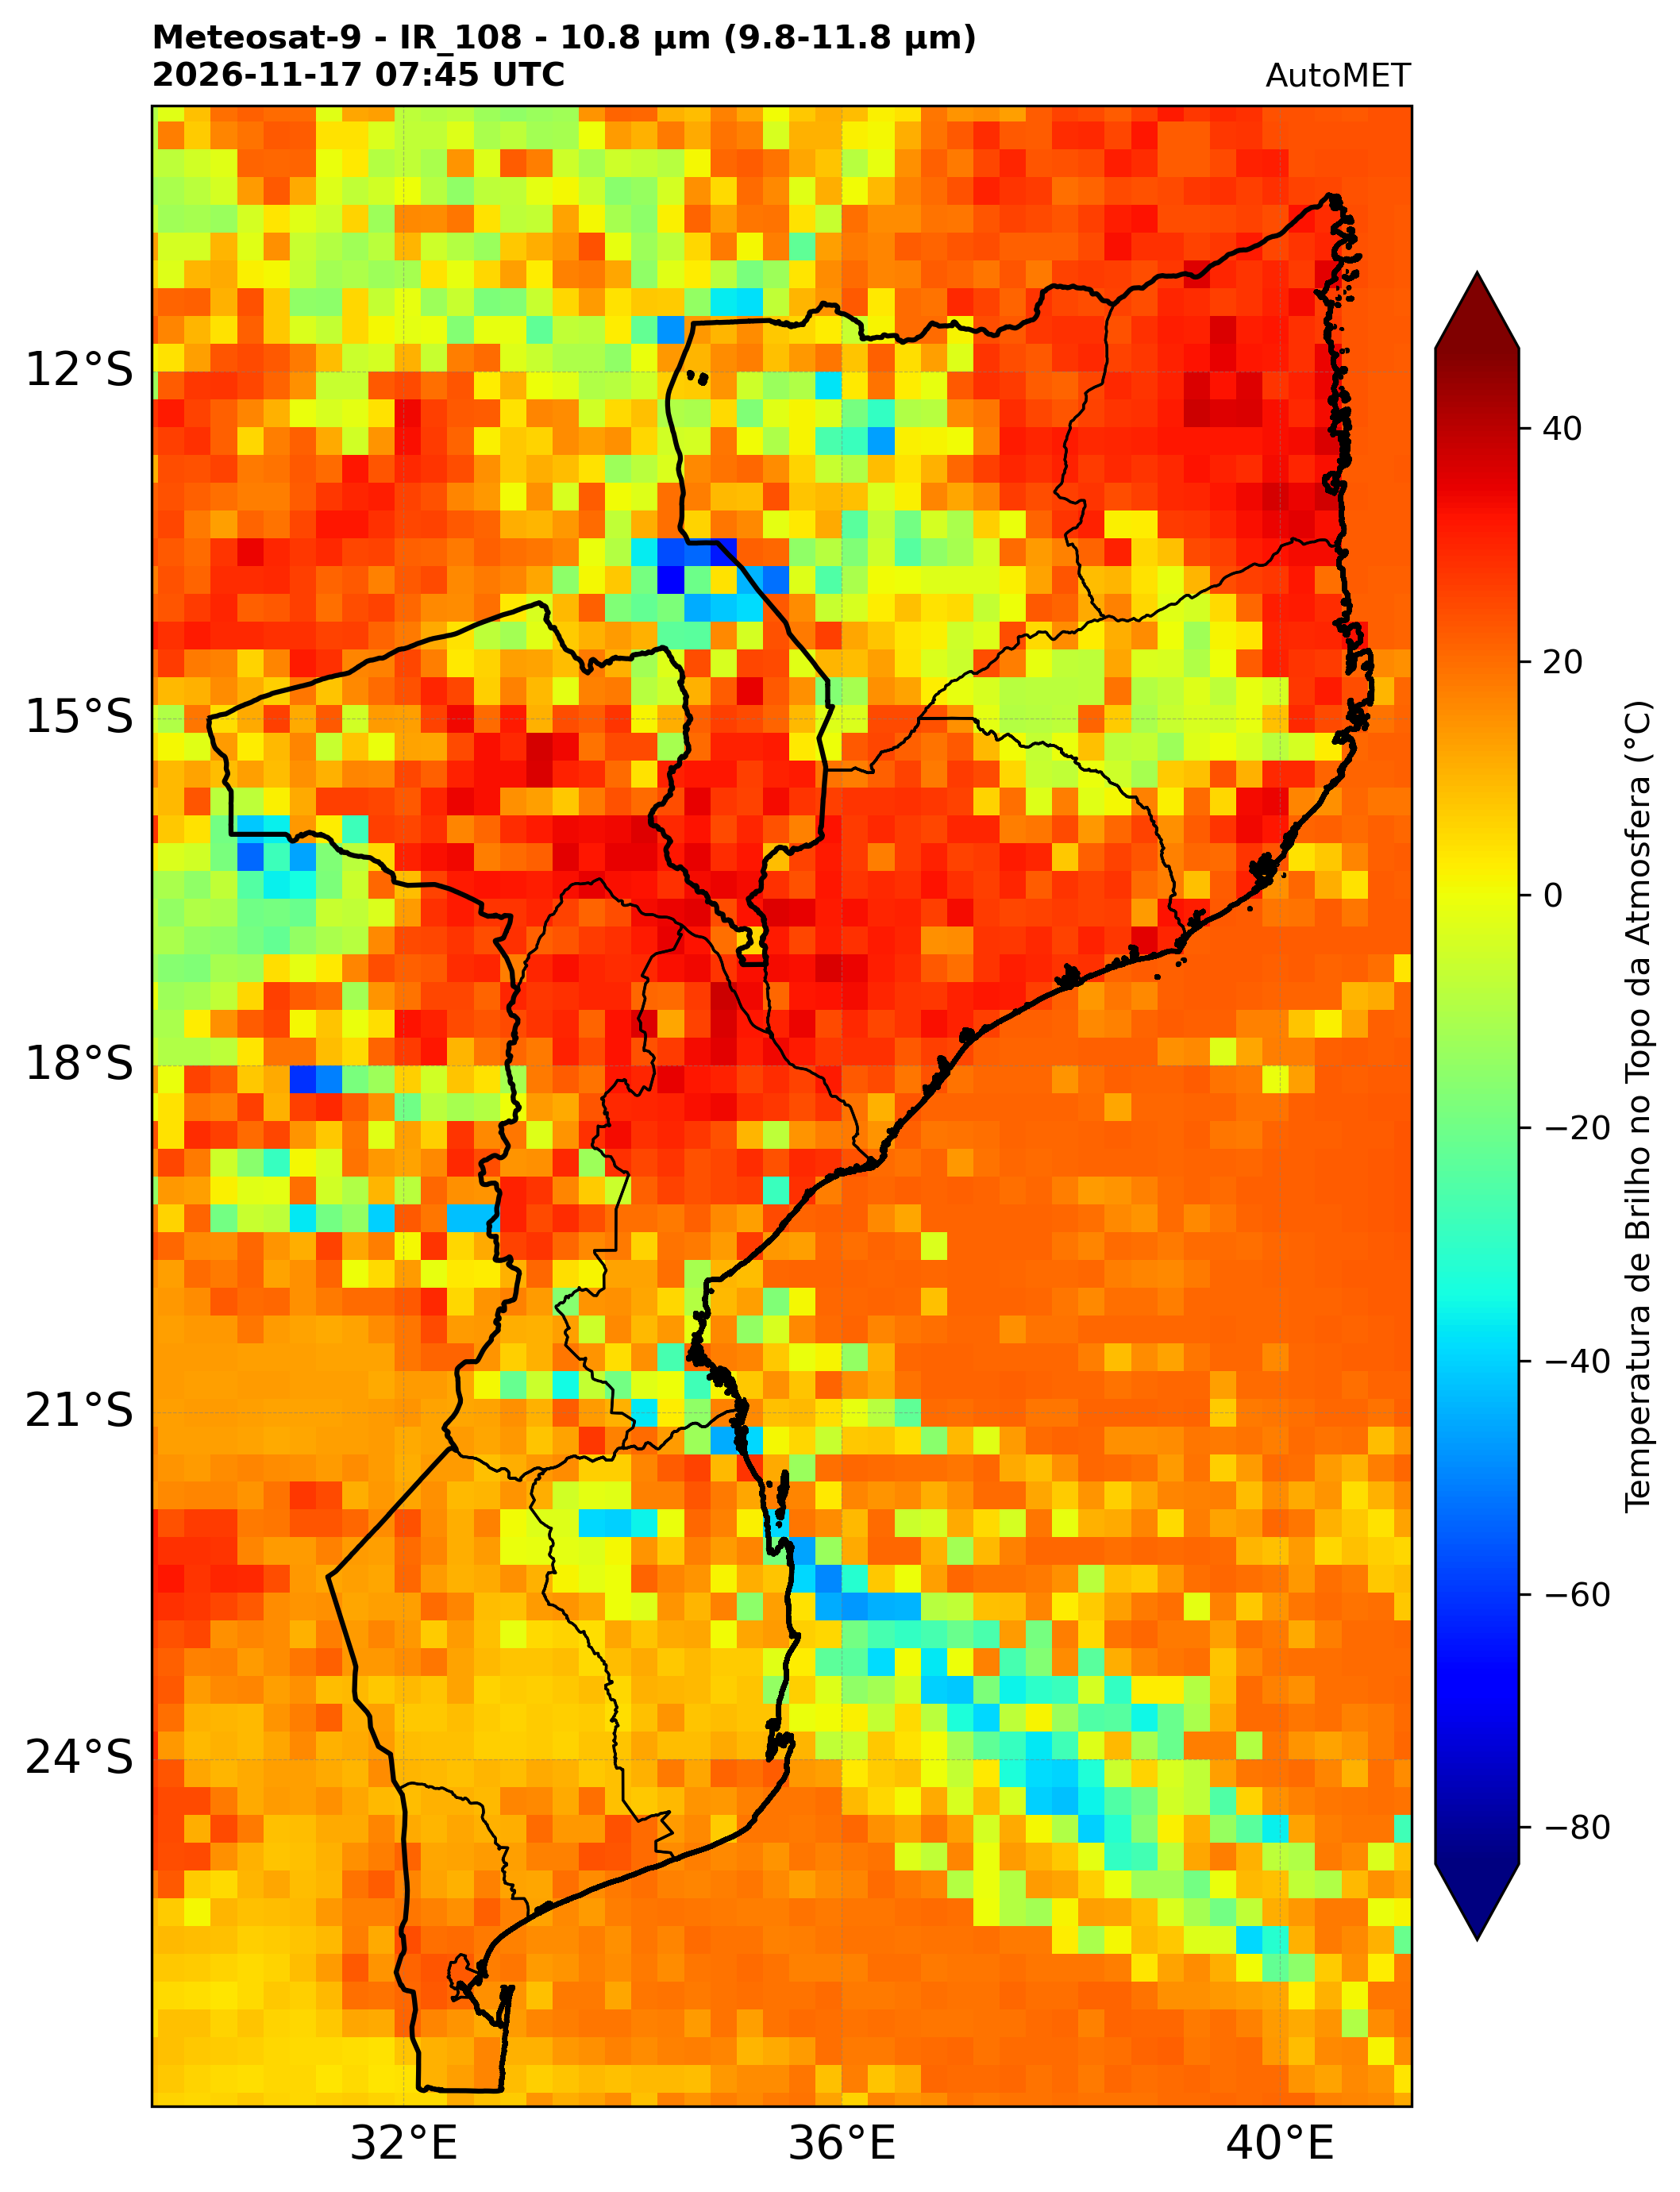 Meteosat-9 - IR_108 - 10.8 µm (9.8-11.8 µm)
2026-11-17 07:45 UTC
AutoMET
12°S
15°S
18°S
21°S
24°S
32°E
36°E
40°E
40
20
0
−20
−40
−60
−80
Temperatura de Brilho no Topo da Atmosfera (°C)